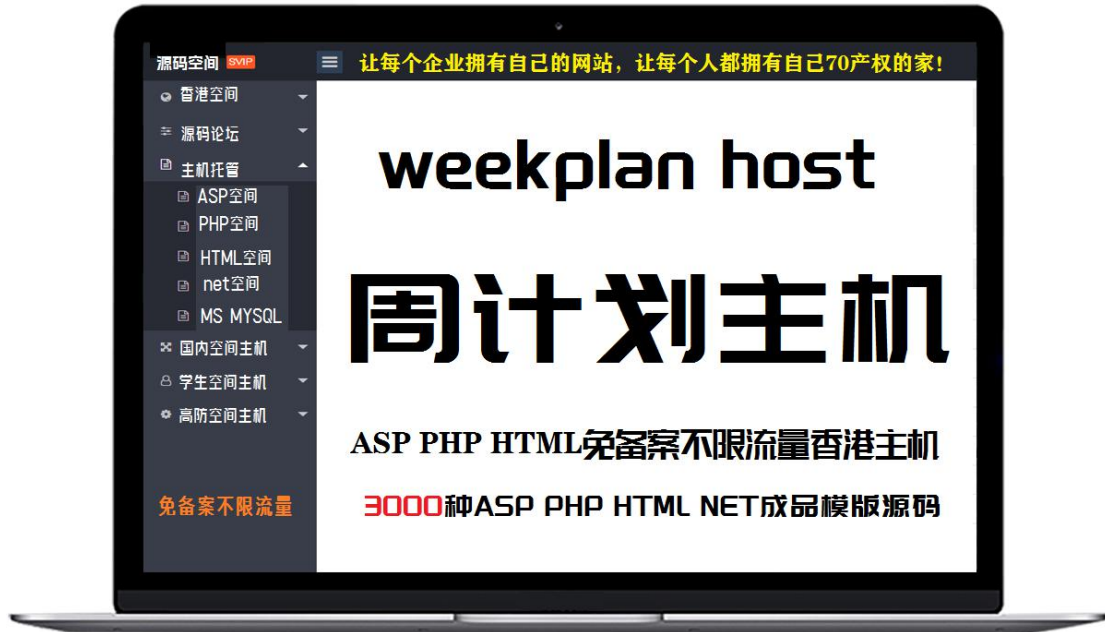 源码空间 SVIP
让每个企业拥有自己的网站，让每个人都拥有自己70产权的家！
香港空间
源码论坛
主机托管
ASP空间
PHP空间
HTML空间
net空间
MS MYSQL
国内空间主机
学生空间主机
高防空间主机
免备案不限流量
weekplan host
周计划主机
ASP PHP HTML免备案不限流量香港主机
3000种ASP PHP HTML NET成品模版源码